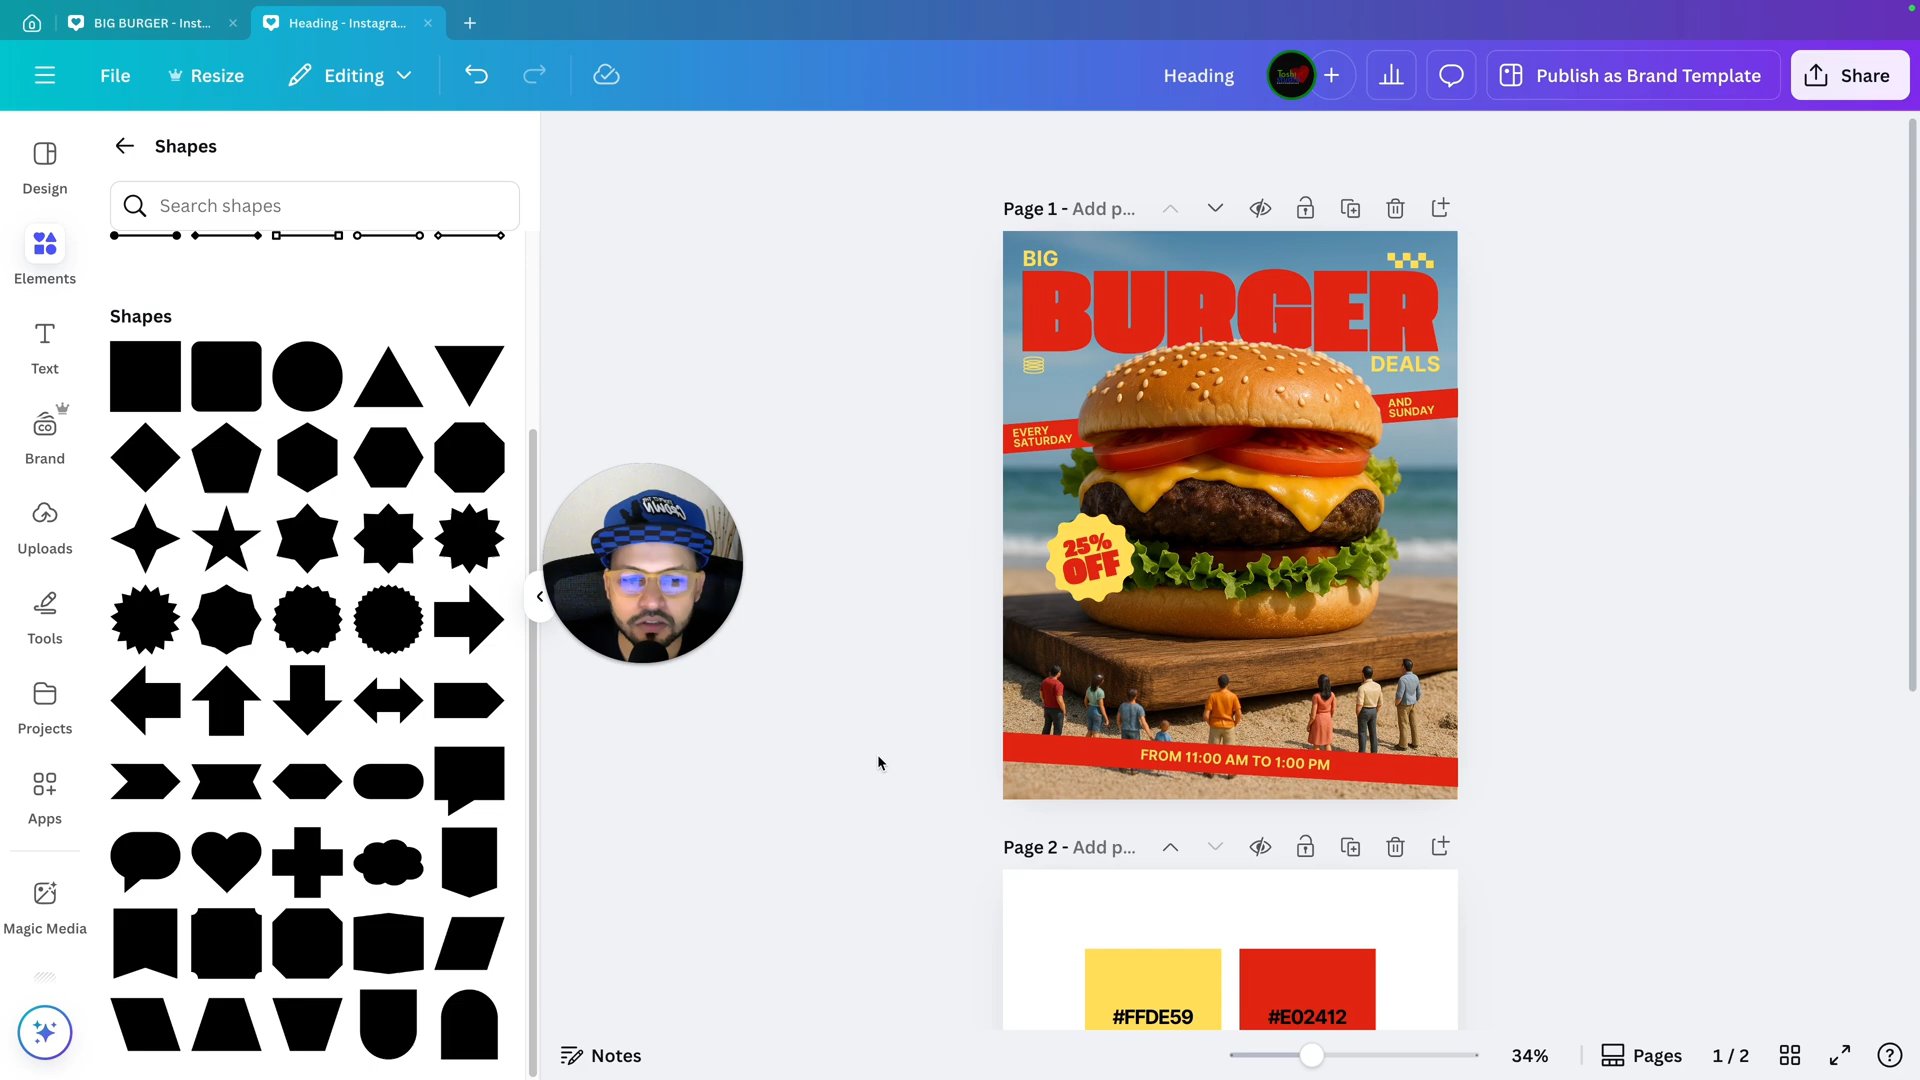 BIG BURGER - Inst...
Heading - Instagra...
File
Resize
Editing
Heading
Publish as Brand Template
Share
Design
Elements
Text
Brand
Uploads
Tools
Projects
Apps
Magic Media
Shapes
Search shapes
Shapes
Page 1 - Add p...
BIG
BURGER
DEALS
AND
SUNDAY
EVERY
SATURDAY
25%
OFF
FROM 11:00 AM TO 1:00 PM
Page 2 - Add p...
#FFDE59
#E02412
Notes
34%
Pages
1 / 2